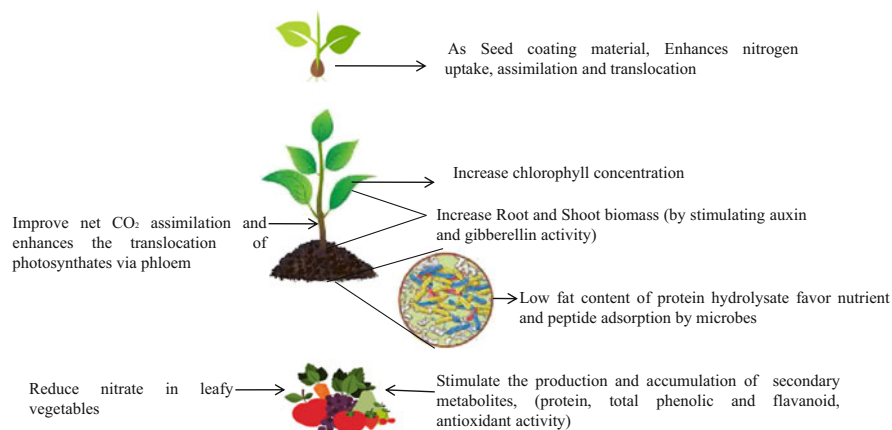 As Seed coating material, Enhances nitrogen
uptake, assimilation and translocation
Increase chlorophyll concentration
Improve net CO₂ assimilation and
enhances the translocation of
photosynthates via phloem
Increase Root and Shoot biomass (by stimulating auxin
and gibberellin activity)
Low fat content of protein hydrolysate favor nutrient
and peptide adsorption by microbes
Reduce nitrate in leafy
vegetables
Stimulate the production and accumulation of secondary
metabolites, (protein, total phenolic and flavanoid,
antioxidant activity)